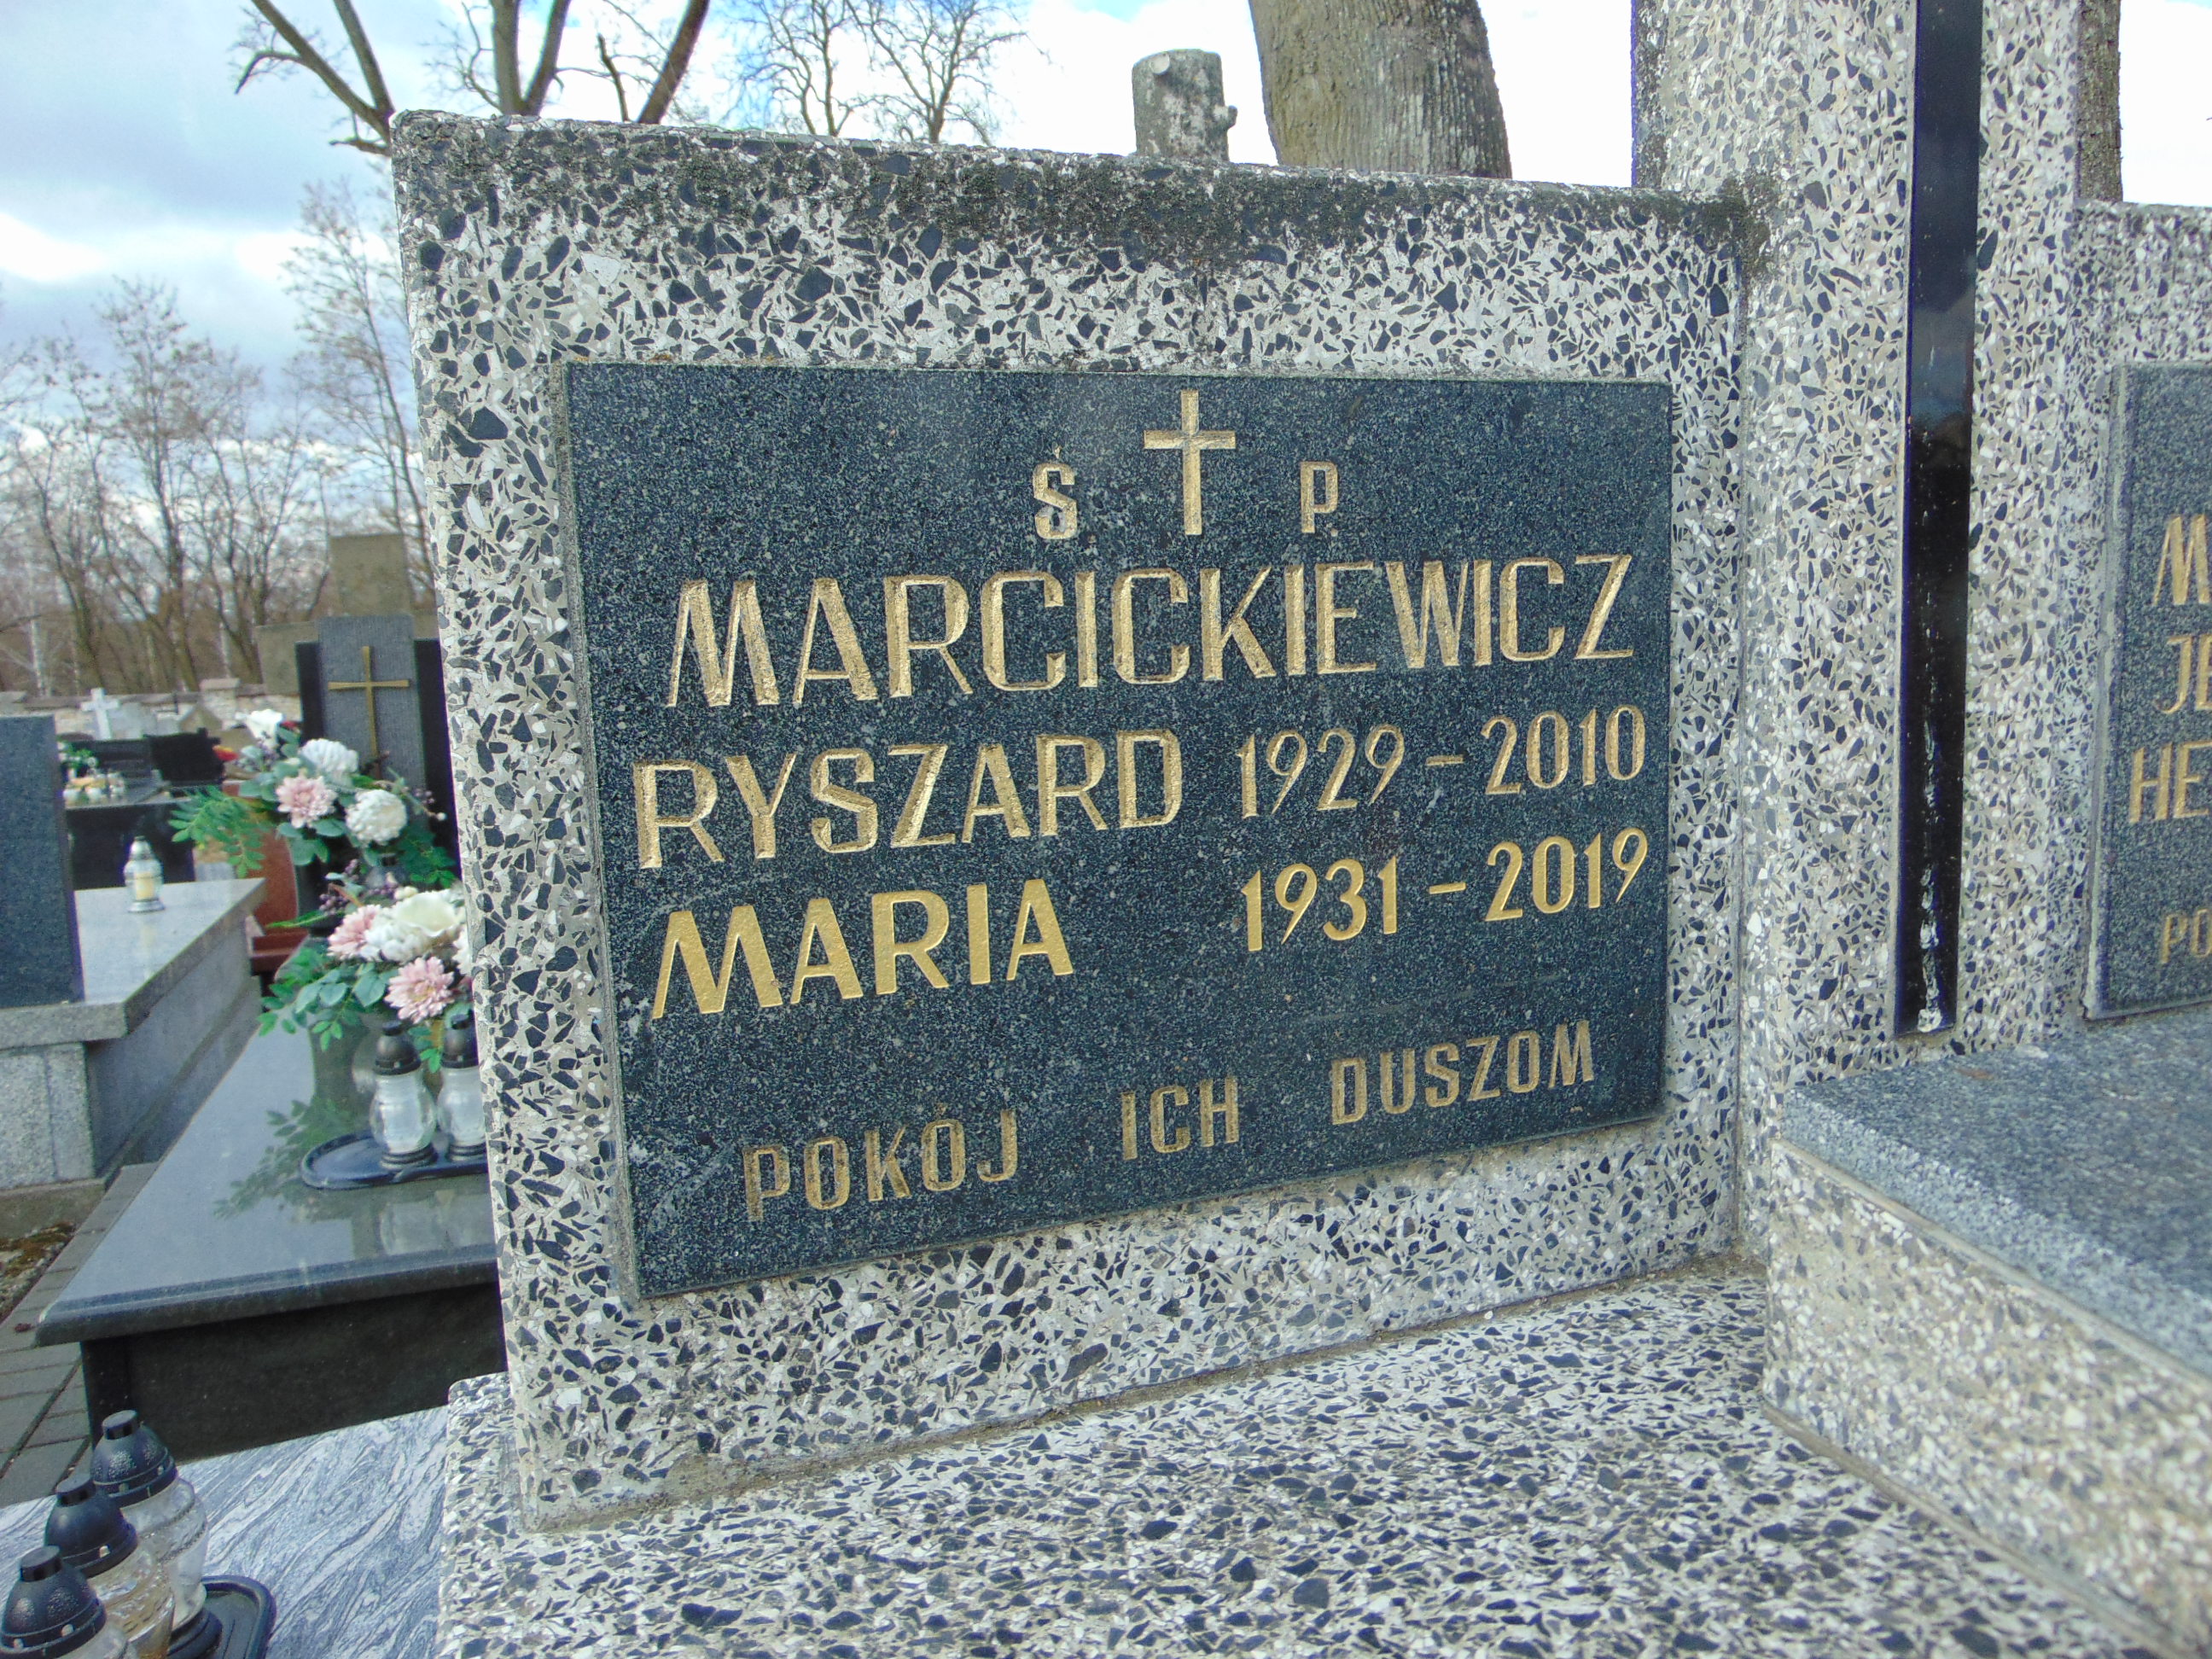 Ś P
MARCICKIEWICZ
RYSZARD 1929 – 2010
MARIA 1931 – 2019
POKÓJ ICH DUSZOM